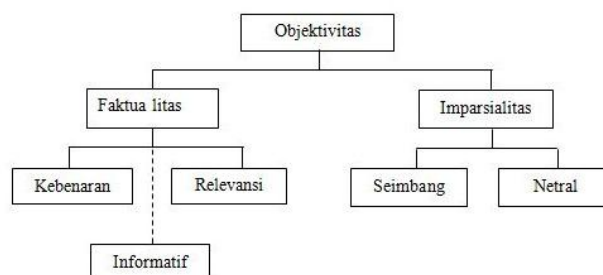 Objektivitas
Faktua litas
Imparsialitas
Kebenaran
Relevansi
Seimbang
Netral
Informatif